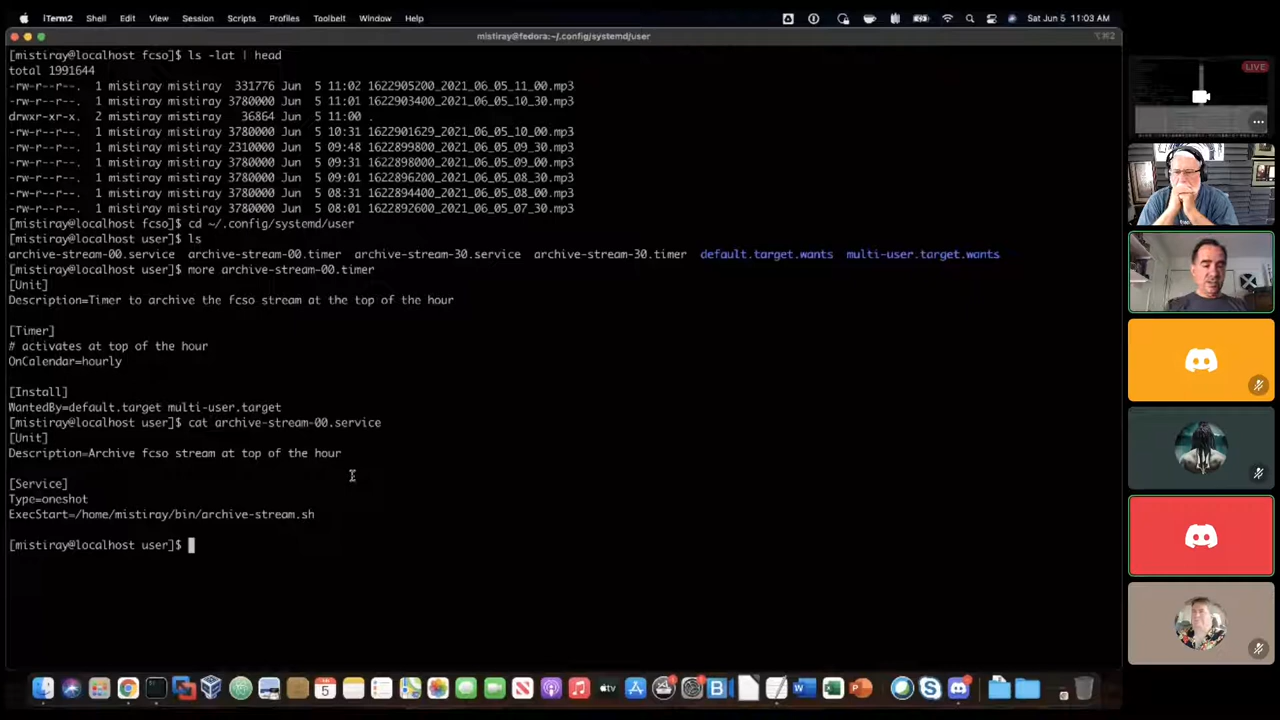 iTerm2 Shell Edit View Session Scripts Profiles Toolbelt Window Help
Sat Jun 5 11:03 AM
mistiray@fedora:~/.config/systemd/user
⌥⌘2
[mistiray@localhost fcso]$ ls -lat | head
total 1991644
-rw-r--r--. 1 mistiray mistiray 331776 Jun 5 11:02 1622905200_2021_06_05_11_00.mp3
-rw-r--r--. 1 mistiray mistiray 3780000 Jun 5 11:01 1622903400_2021_06_05_10_30.mp3
drwxr-xr-x. 2 mistiray mistiray 36864 Jun 5 11:00 .
-rw-r--r--. 1 mistiray mistiray 3780000 Jun 5 10:31 1622901629_2021_06_05_10_00.mp3
-rw-r--r--. 1 mistiray mistiray 2310000 Jun 5 09:48 1622899800_2021_06_05_09_30.mp3
-rw-r--r--. 1 mistiray mistiray 3780000 Jun 5 09:31 1622898000_2021_06_05_09_00.mp3
-rw-r--r--. 1 mistiray mistiray 3780000 Jun 5 09:01 1622896200_2021_06_05_08_30.mp3
-rw-r--r--. 1 mistiray mistiray 3780000 Jun 5 08:31 1622894400_2021_06_05_08_00.mp3
-rw-r--r--. 1 mistiray mistiray 3780000 Jun 5 08:01 1622892600_2021_06_05_07_30.mp3
[mistiray@localhost fcso]$ cd ~/.config/systemd/user
[mistiray@localhost user]$ ls
archive-stream-00.service archive-stream-00.timer archive-stream-30.service archive-stream-30.timer default.target.wants multi-user.target.wants
[mistiray@localhost user]$ more archive-stream-00.timer
[Unit]
Description=Timer to archive the fcso stream at the top of the hour
[Timer]
# activates at top of the hour
OnCalendar=hourly
[Install]
WantedBy=default.target multi-user.target
[mistiray@localhost user]$ cat archive-stream-00.service
[Unit]
Description=Archive fcso stream at top of the hour
[Service]
Type=oneshot
ExecStart=/home/mistiray/bin/archive-stream.sh
[mistiray@localhost user]$
LIVE
5
tv